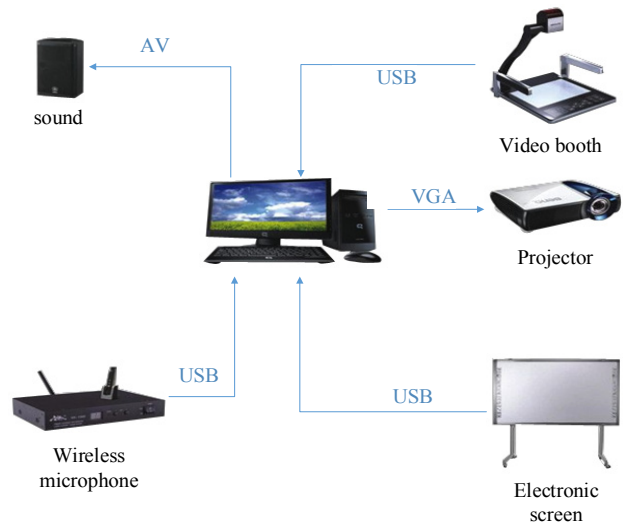 AV
USB
sound
Video booth
VGA
Projector
USB
USB
Wireless
microphone
Electronic
screen